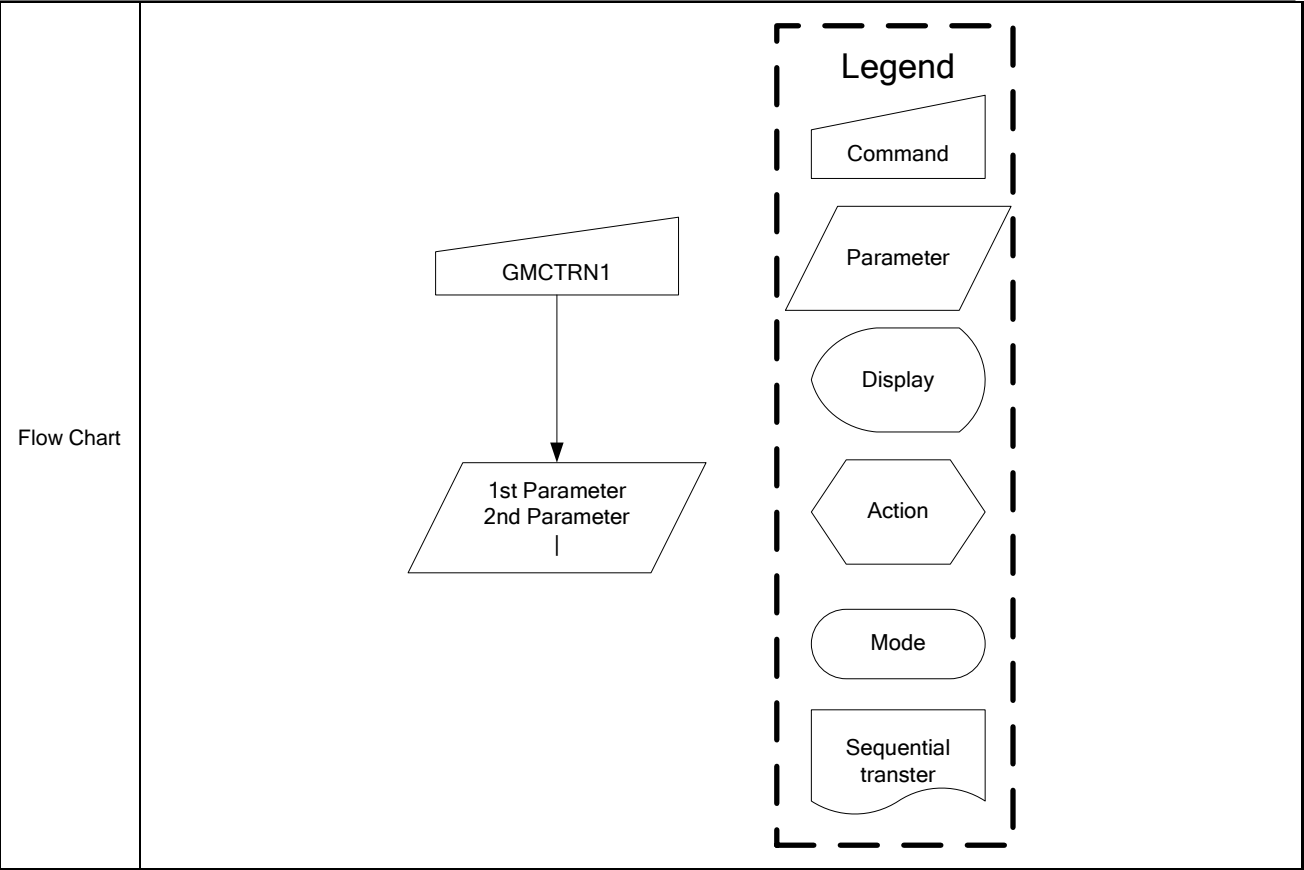 Flow Chart
GMCTRN1
1st Parameter
2nd Parameter
|
Legend
Command
Parameter
Display
Action
Mode
Sequential
transter